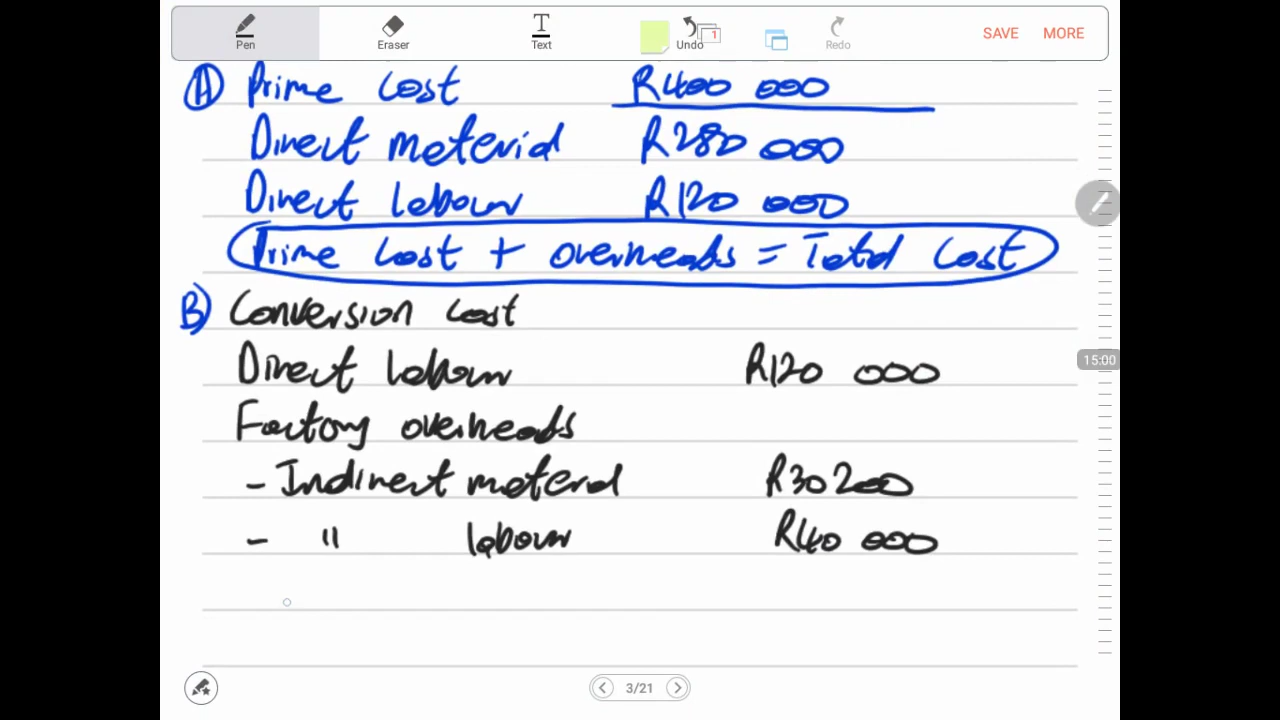 Pen Eraser Text 1 Undo Redo SAVE MORE
A Prime cost R400 000
Direct material R280 000
Direct labour R120 000
Prime cost + overheads = Total cost
B) Conversion cost
Direct labour R120 000
15:00
Factory overheads
- Indirect material R30 200
- " labour R40 000
3/21